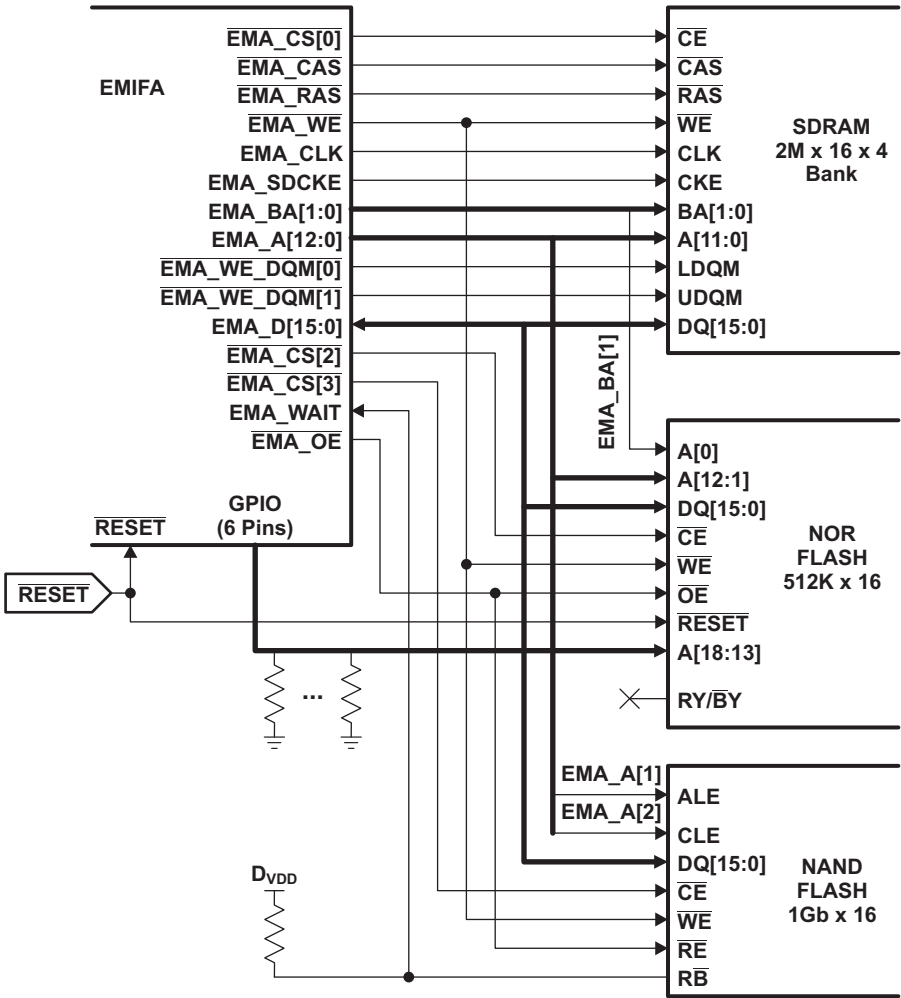 EMIFA
EMA_CS[0]
EMA_CAS
EMA_RAS
EMA_WE
EMA_CLK
EMA_SDCKE
EMA_BA[1:0]
EMA_A[12:0]
EMA_WE_DQM[0]
EMA_WE_DQM[1]
EMA_D[15:0]
EMA_CS[2]
EMA_CS[3]
EMA_WAIT
EMA_OE
GPIO
(6 Pins)
RESET
RESET
CE
CAS
RAS
WE
CLK
CKE
BA[1:0]
A[11:0]
LDQM
UDQM
DQ[15:0]
SDRAM
2M x 16 x 4
Bank
EMA_BA[1]
A[0]
A[12:1]
DQ[15:0]
CE
WE
OE
RESET
A[18:13]
RY/BY
NOR
FLASH
512K x 16
...
EMA_A[1]
EMA_A[2]
ALE
CLE
DQ[15:0]
CE
WE
RE
RB
NAND
FLASH
1Gb x 16
DVDD